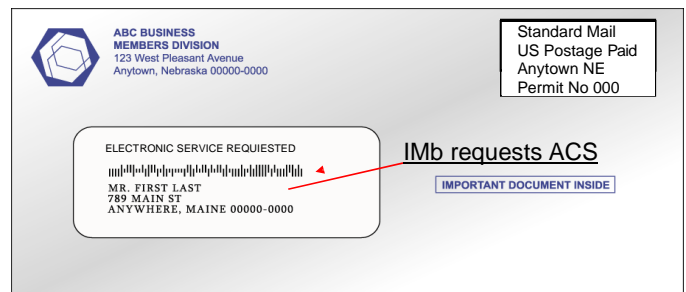 ABC BUSINESS
MEMBERS DIVISION
123 West Pleasant Avenue
Anytown, Nebraska 00000-0000
Standard Mail
US Postage Paid
Anytown NE
Permit No 000
ELECTRONIC SERVICE REQUIESTED
IMb requests ACS
MR. FIRST LAST
789 MAIN ST
ANYWHERE, MAINE 00000-0000
IMPORTANT DOCUMENT INSIDE